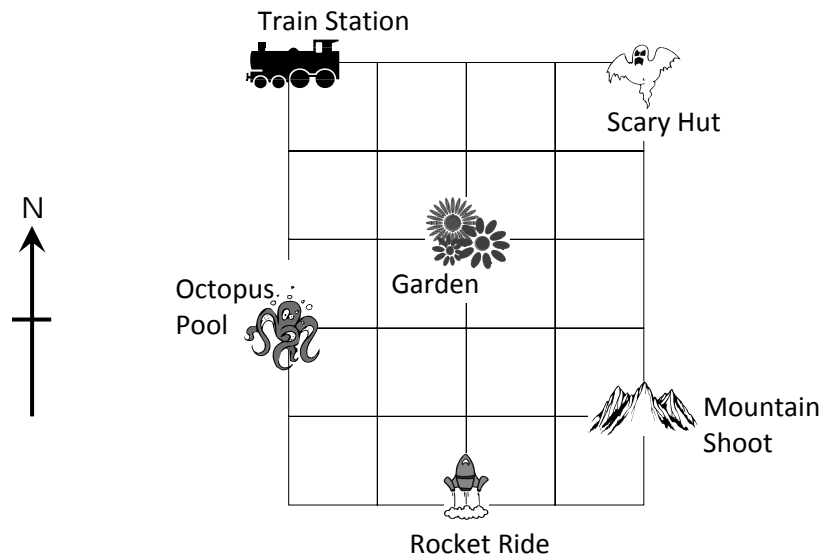 Train Station
Scary Hut
N
Octopus
Pool
Garden
Mountain
Shoot
Rocket Ride